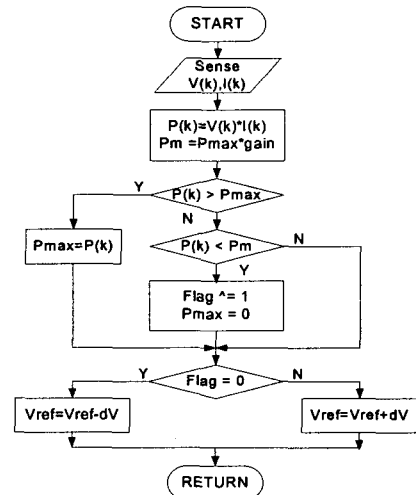 START
Sense
V(k),I(k)
P(k)=V(k)*I(k)
Pm =Pmax*gain
Y
P(k) > Pmax
N
Pmax=P(k)
P(k) < Pm
N
Y
Flag ^= 1
Pmax = 0
Y
Flag = 0
N
Vref=Vref-dV
Vref=Vref+dV
RETURN